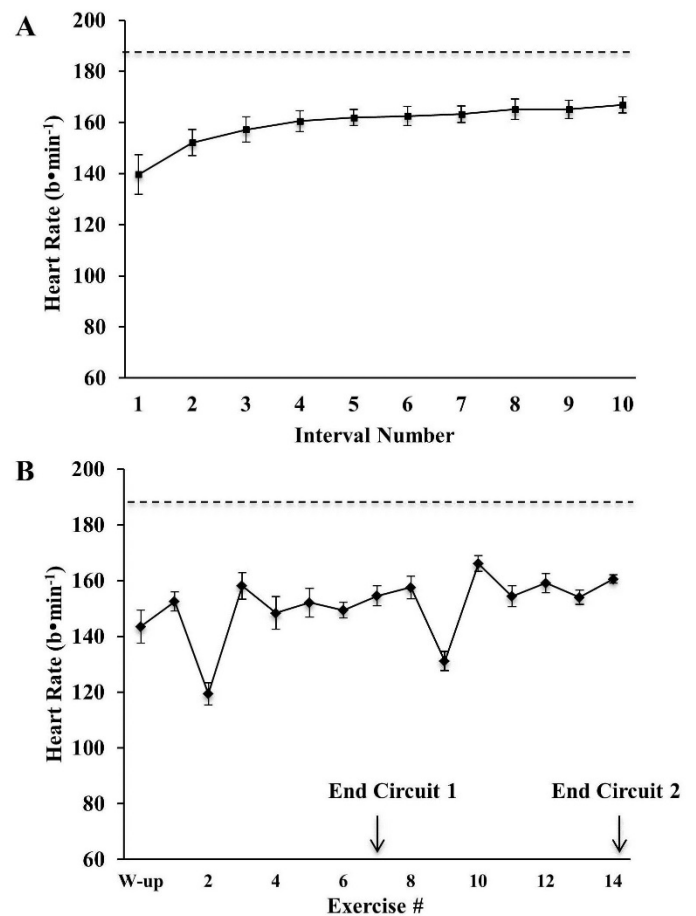 A
Heart Rate (b•min-1)
200
180
160
140
120
100
80
60
1 2 3 4 5 6 7 8 9 10
Interval Number
B
Heart Rate (b•min-1)
200
180
160
140
120
100
80
60
End Circuit 1 End Circuit 2
W-up 2 4 6 8 10 12 14
Exercise #